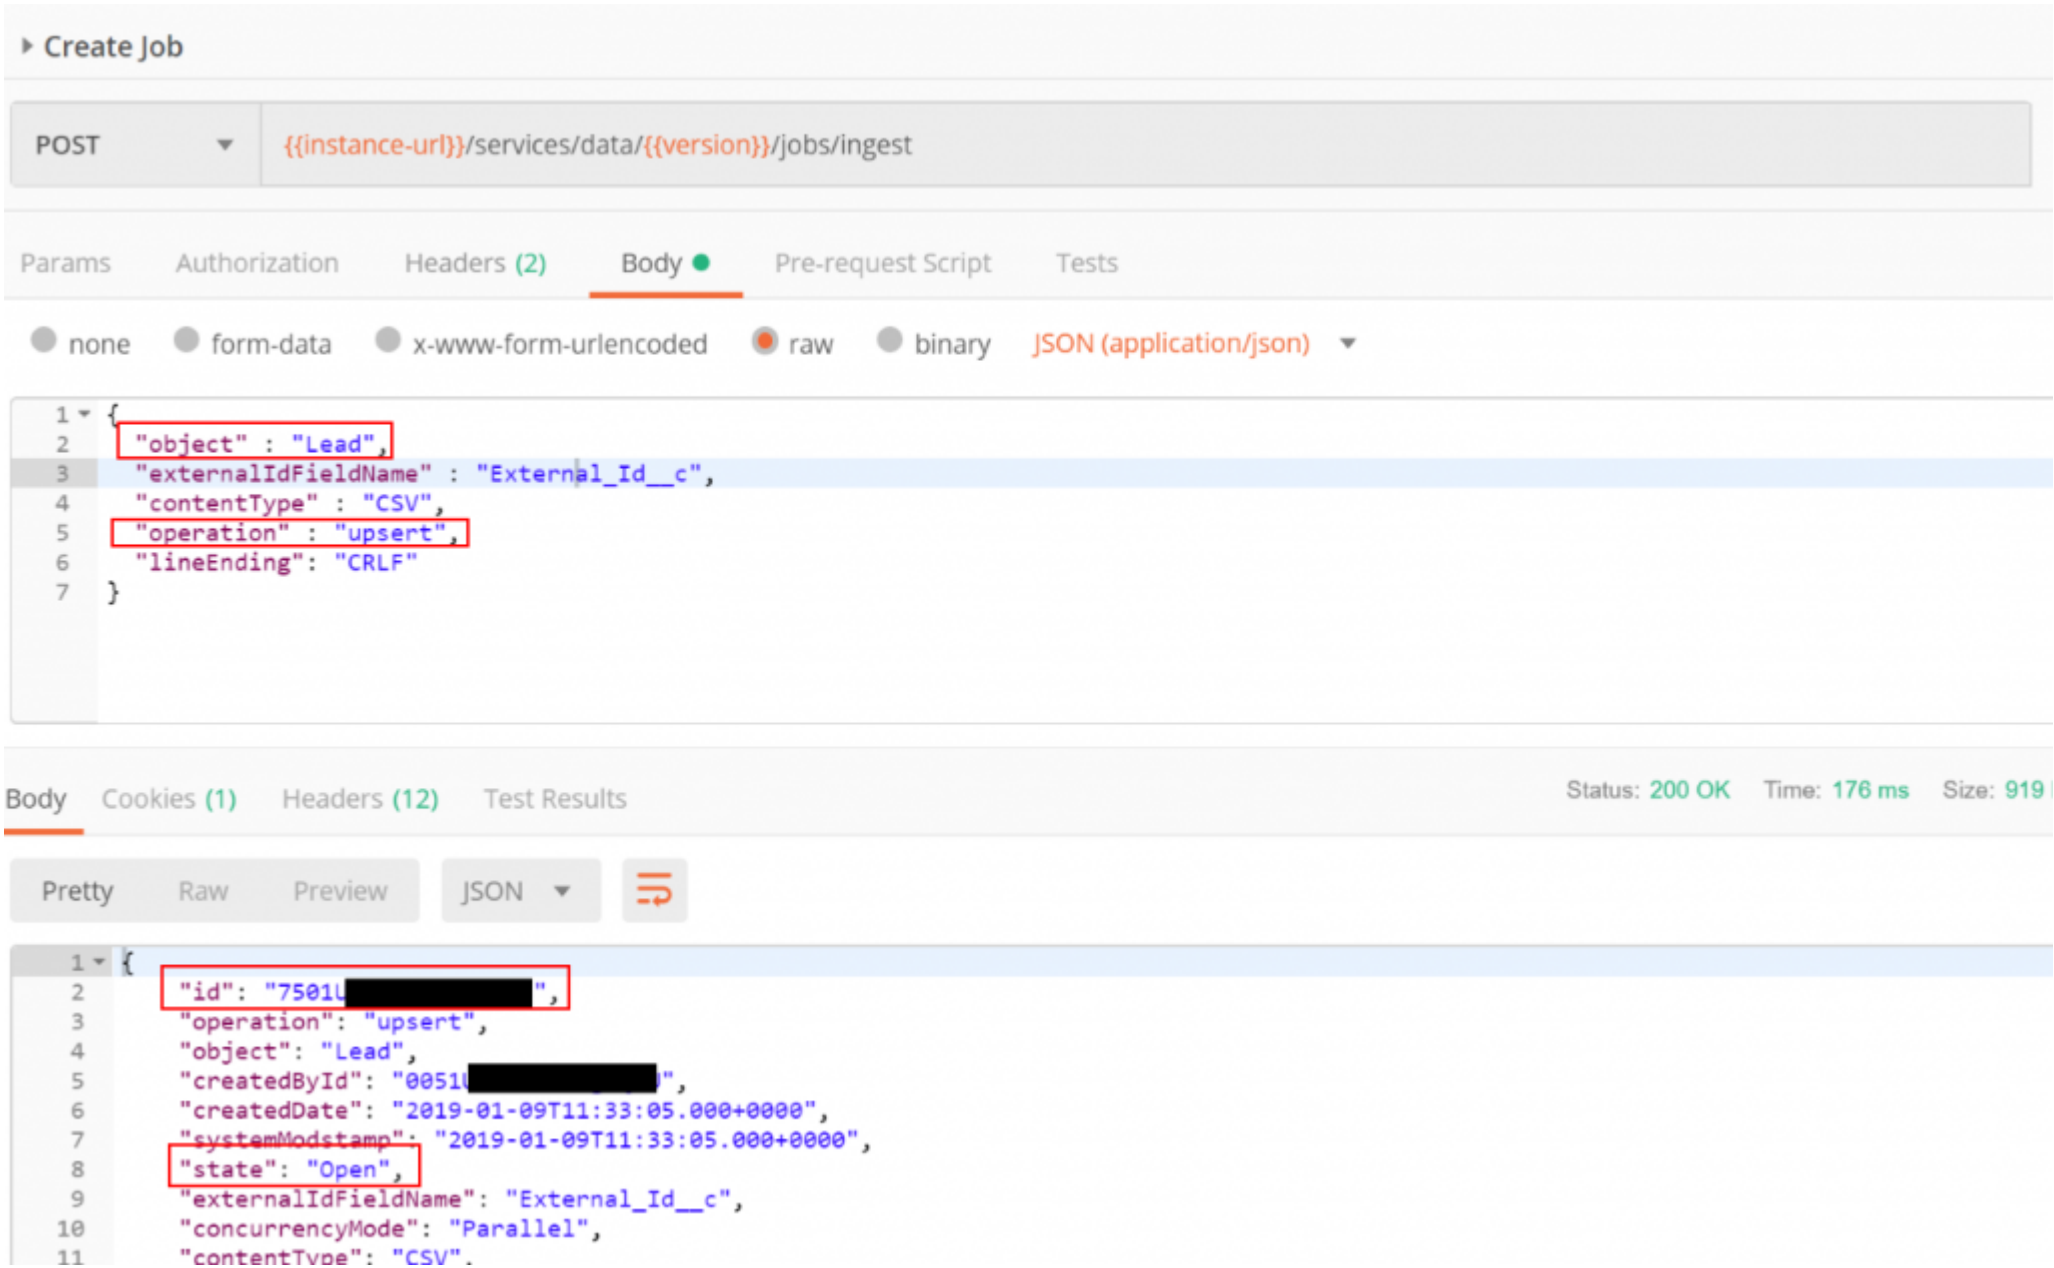 Create Job
POST {{instance-url}}/services/data/{{version}}/jobs/ingest
Params Authorization Headers (2) Body Pre-request Script Tests
none form-data x-www-form-urlencoded raw binary JSON (application/json)
1 {
2 "object" : "Lead",
3 "externalIdFieldName" : "External_Id__c",
4 "contentType" : "CSV",
5 "operation" : "upsert",
6 "lineEnding": "CRLF"
7 }
Body Cookies (1) Headers (12) Test Results Status: 200 OK Time: 176 ms Size: 919
Pretty Raw Preview JSON
1 {
2 "id": "7501U",
3 "operation": "upsert",
4 "object": "Lead",
5 "createdById": "0051",
6 "createdDate": "2019-01-09T11:33:05.000+0000",
7 "systemModstamp": "2019-01-09T11:33:05.000+0000",
8 "state": "Open",
9 "externalIdFieldName": "External_Id__c",
10 "concurrencyMode": "Parallel",
11 "contentType": "CSV",